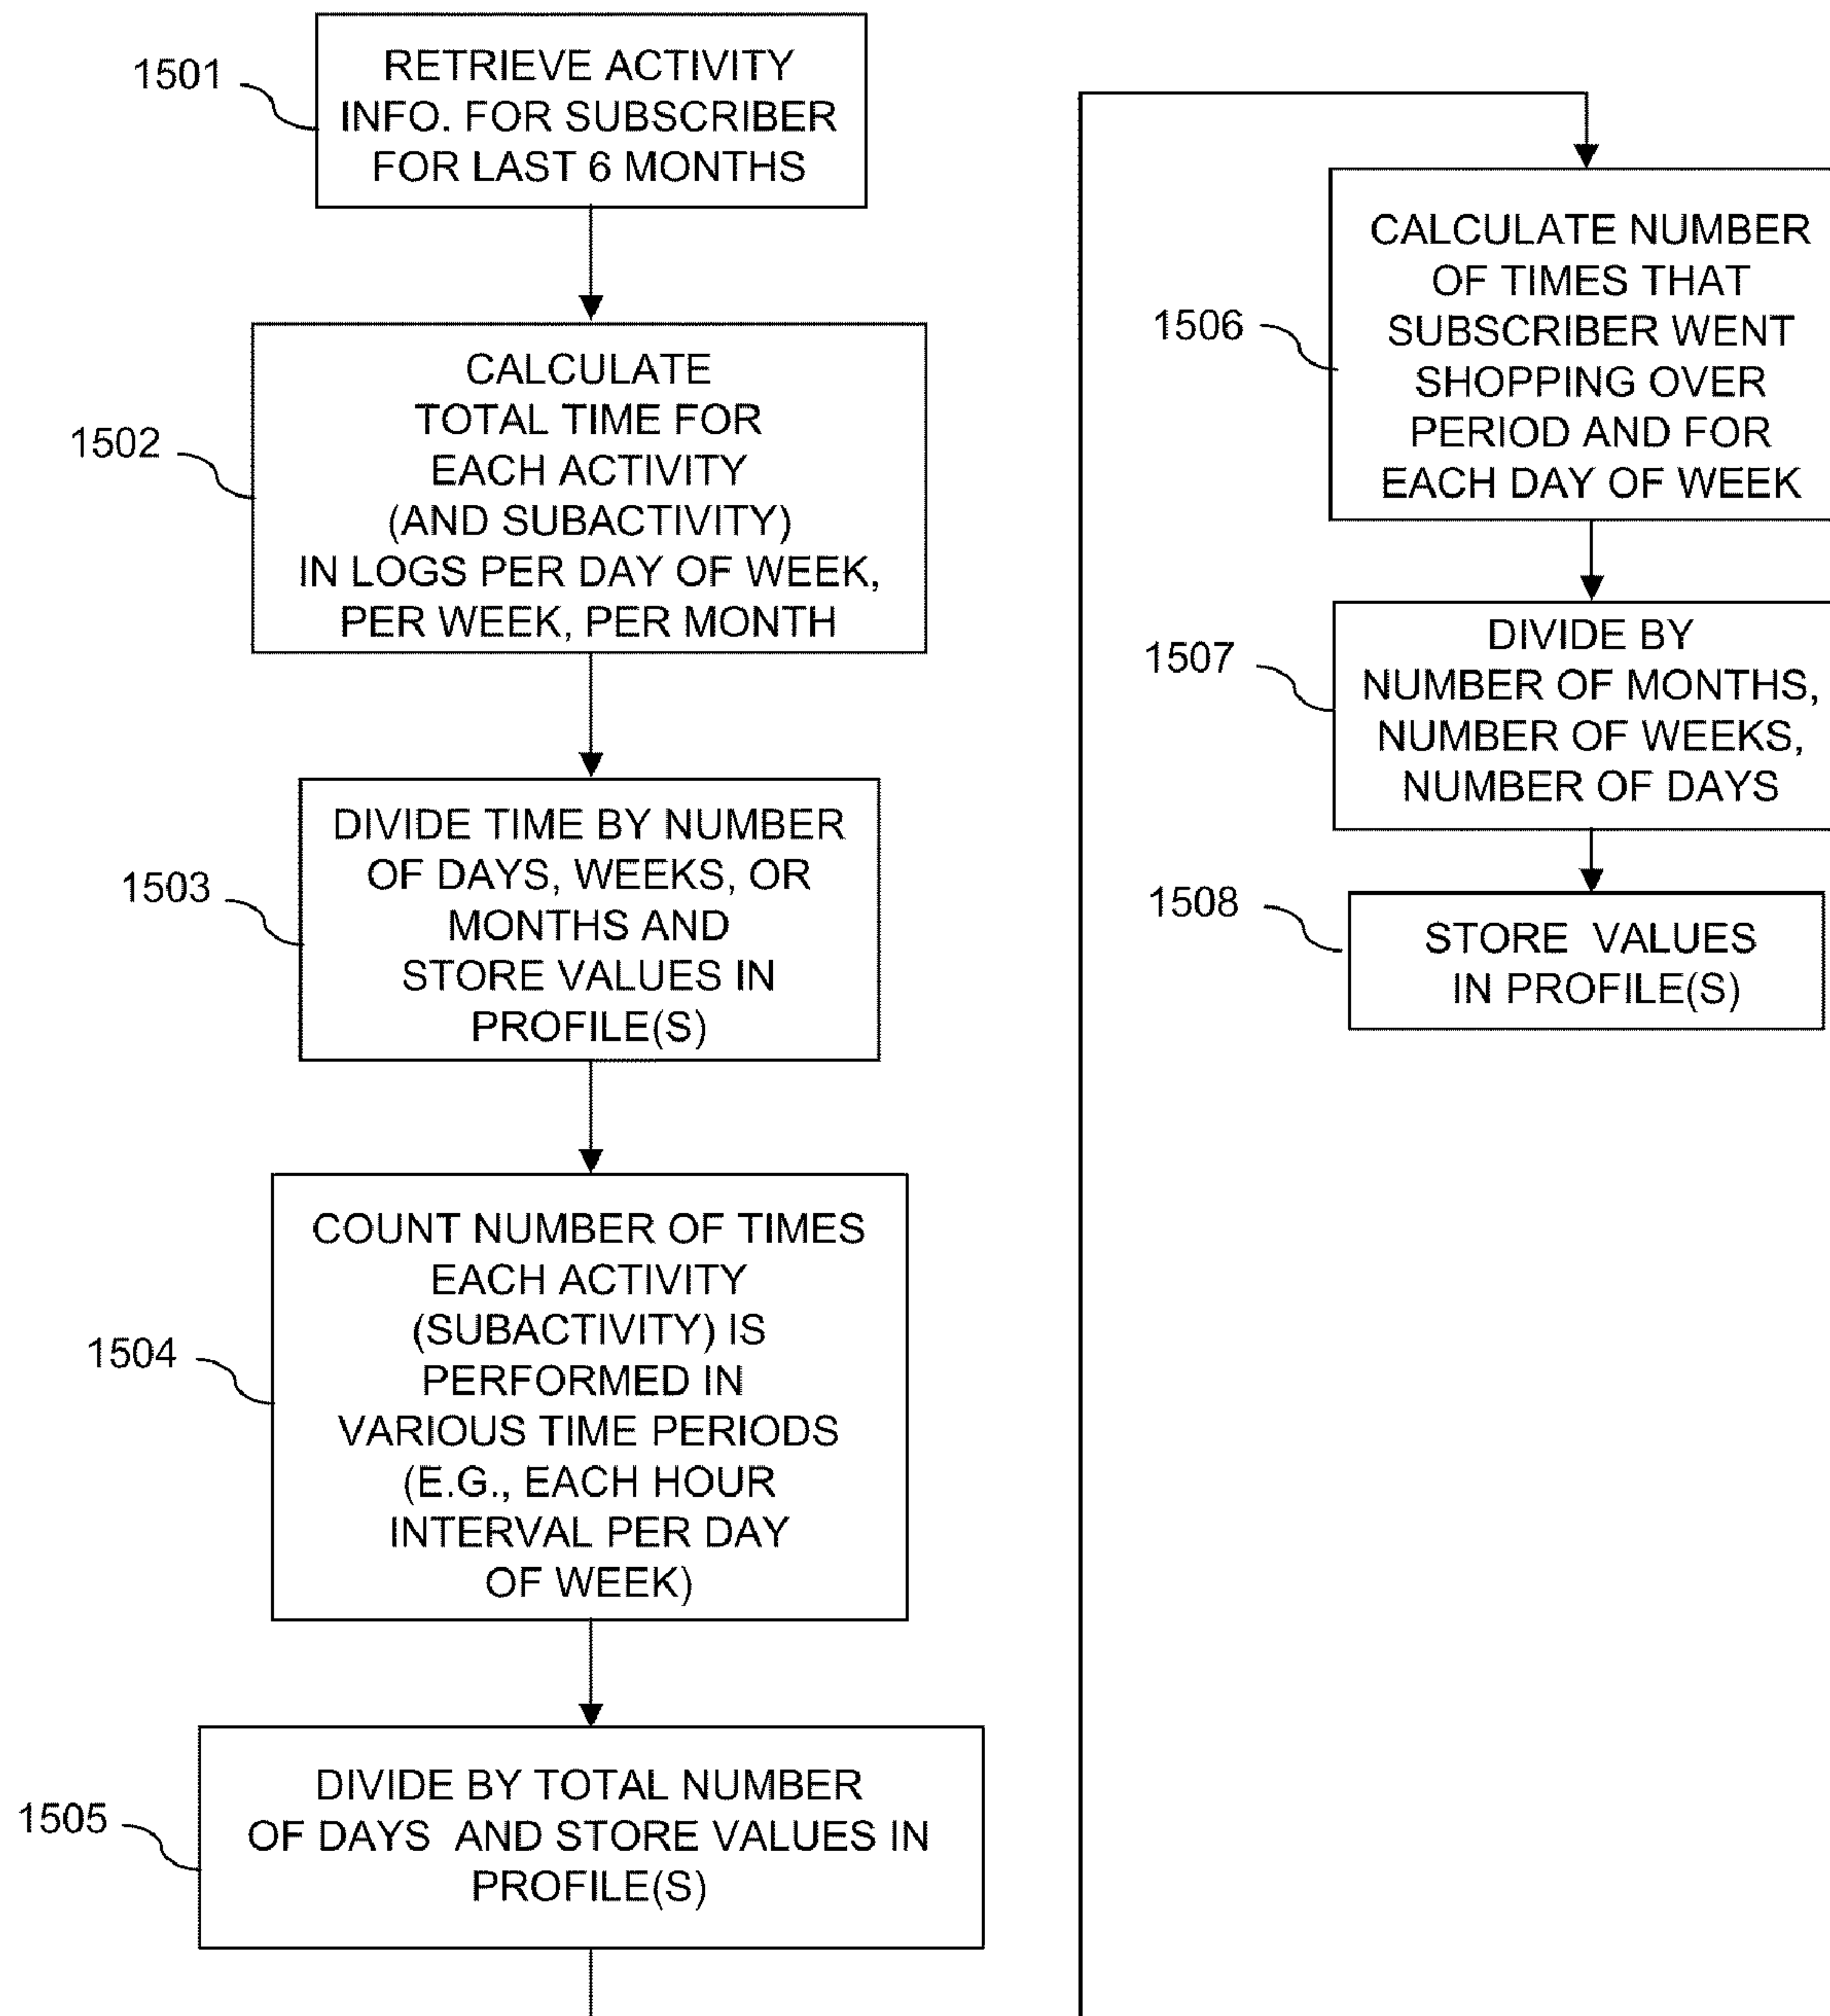 1501
RETRIEVE ACTIVITY
INFO. FOR SUBSCRIBER
FOR LAST 6 MONTHS
1502
CALCULATE
TOTAL TIME FOR
EACH ACTIVITY
(AND SUBACTIVITY)
IN LOGS PER DAY OF WEEK,
PER WEEK, PER MONTH
1503
DIVIDE TIME BY NUMBER
OF DAYS, WEEKS, OR
MONTHS AND
STORE VALUES IN
PROFILE(S)
1504
COUNT NUMBER OF TIMES
EACH ACTIVITY
(SUBACTIVITY) IS
PERFORMED IN
VARIOUS TIME PERIODS
(E.G., EACH HOUR
INTERVAL PER DAY
OF WEEK)
1505
DIVIDE BY TOTAL NUMBER
OF DAYS AND STORE VALUES IN
PROFILE(S)
1506
CALCULATE NUMBER
OF TIMES THAT
SUBSCRIBER WENT
SHOPPING OVER
PERIOD AND FOR
EACH DAY OF WEEK
1507
DIVIDE BY
NUMBER OF MONTHS,
NUMBER OF WEEKS,
NUMBER OF DAYS
1508
STORE VALUES
IN PROFILE(S)